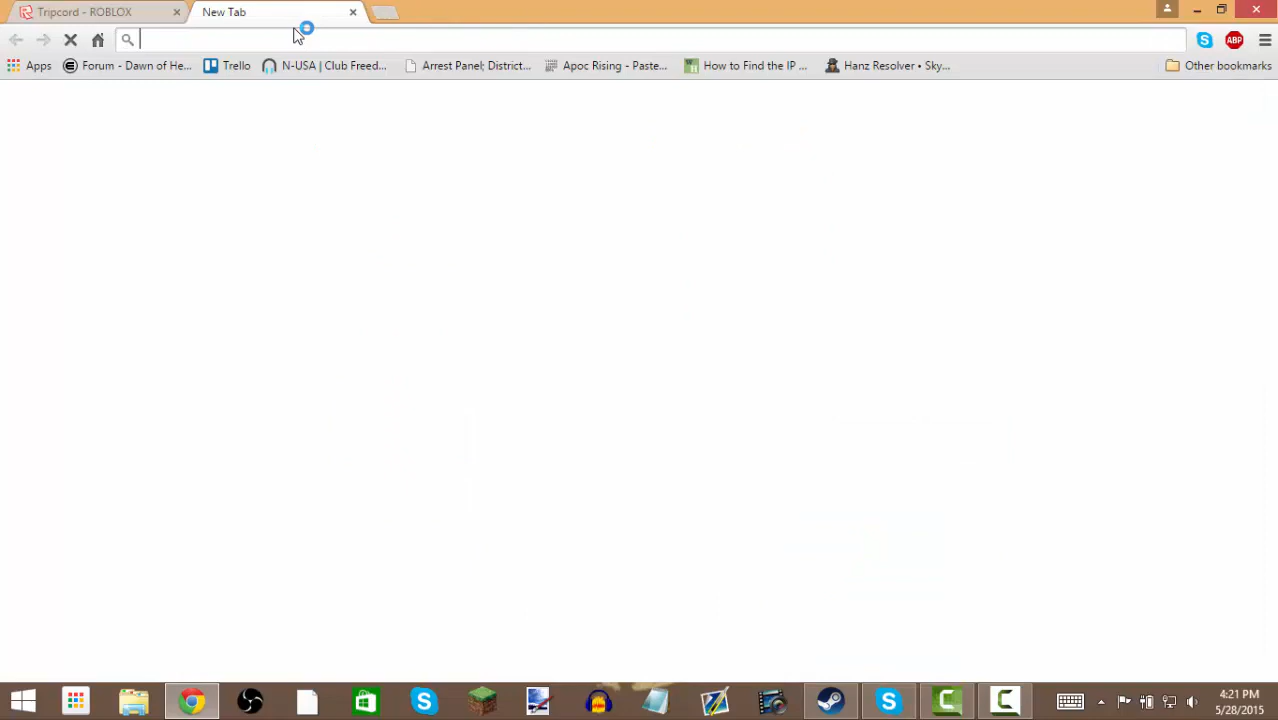 Tripcord - ROBLOX
New Tab
Apps
Forum - Dawn of He...
Trello
N-USA | Club Freed...
Arrest Panel; District...
Apoc Rising - Paste...
How to Find the IP ...
Hanz Resolver • Sky...
Other bookmarks
ABP
4:21 PM
5/28/2015